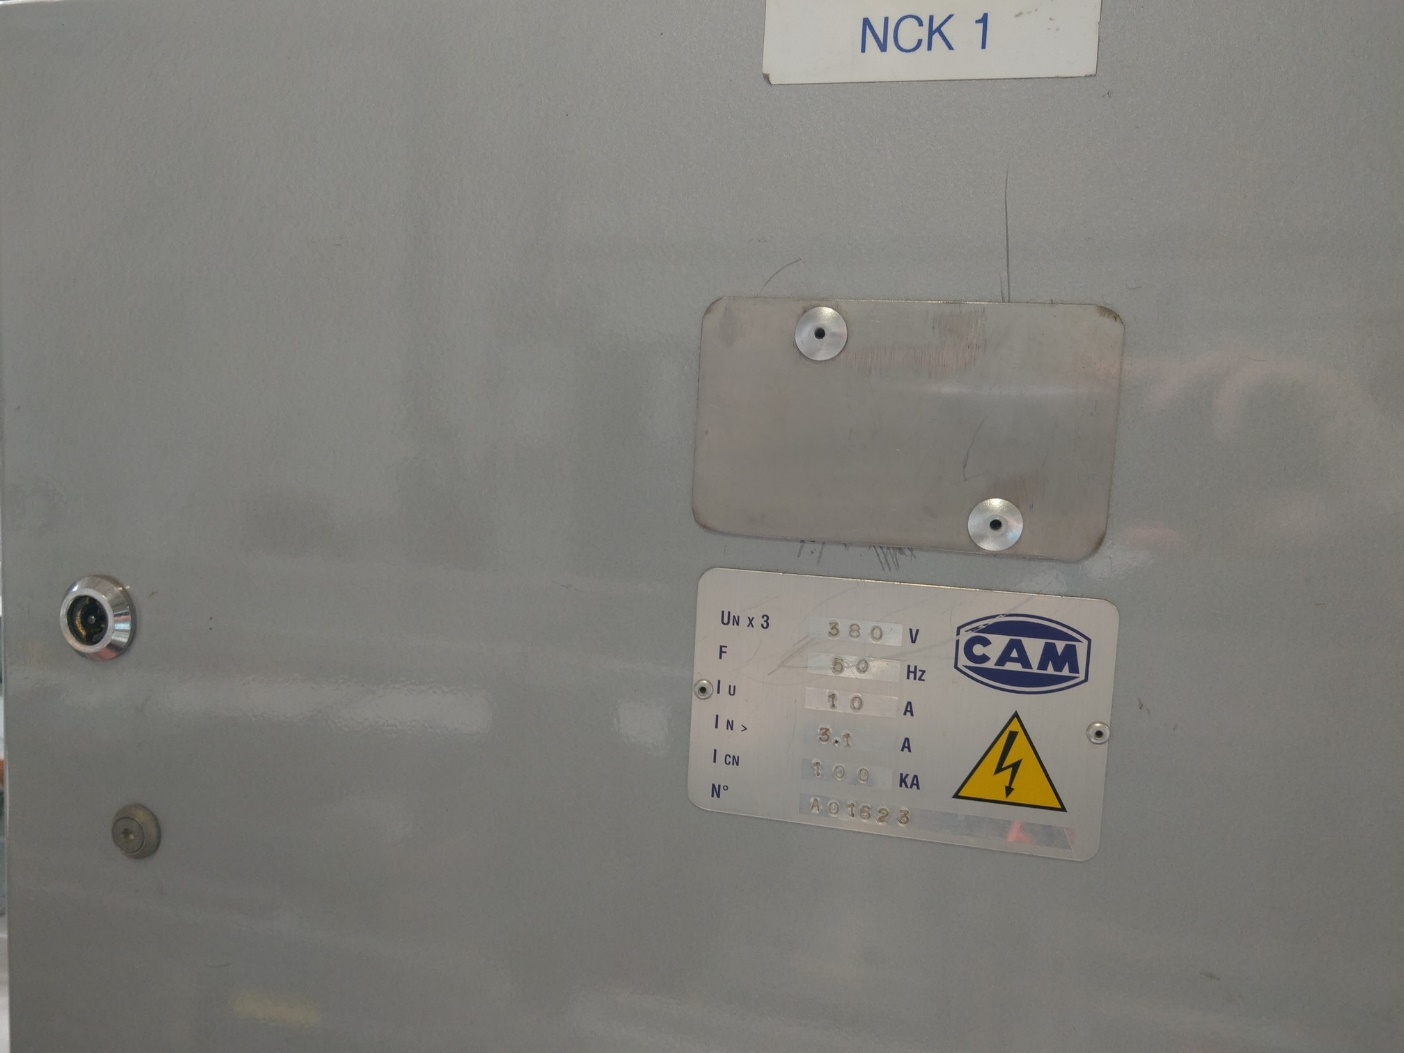 NCK 1
UN x 3 380 V
F 50 Hz
IU 10 A
IN > 3.1 A
ICN 100 KA
N° A01623
CAM